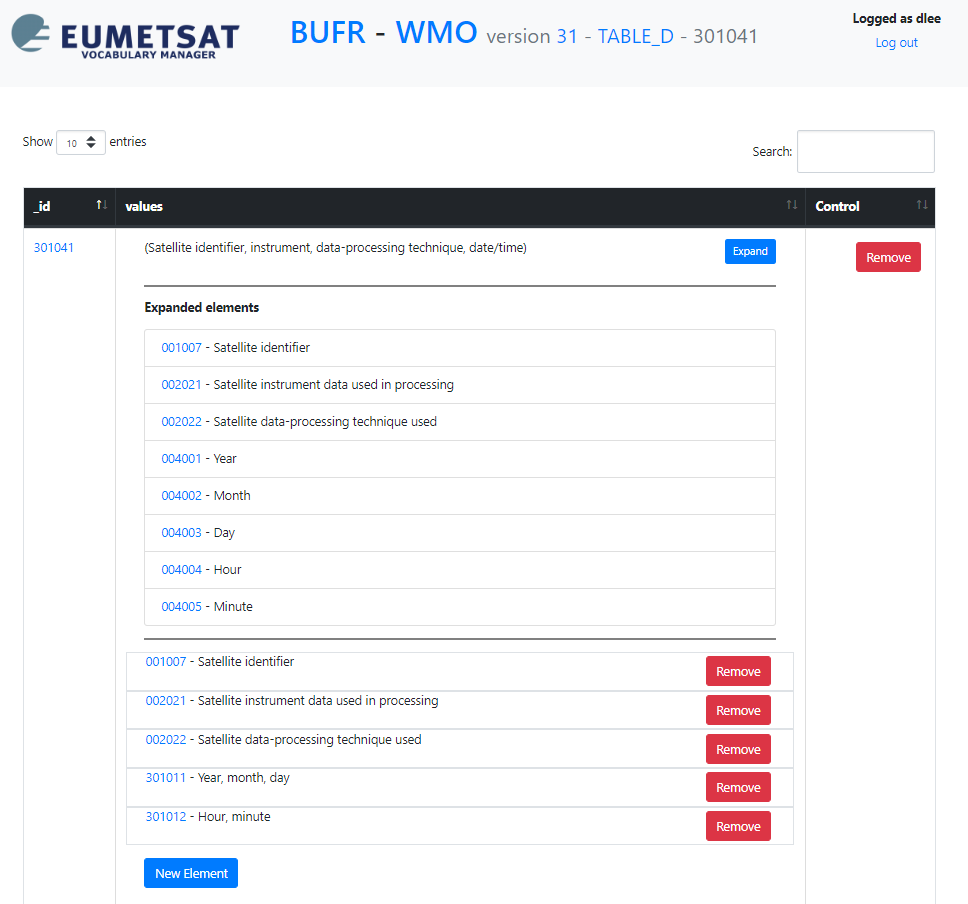 EUMETSAT
VOCABULARY MANAGER
BUFR - WMO version 31 - TABLE_D - 301041
Logged as dlee
Log out
Show 10 entries
Search:
_id values Control
301041 (Satellite identifier, instrument, data-processing technique, date/time) Expand Remove
Expanded elements
001007 - Satellite identifier
002021 - Satellite instrument data used in processing
002022 - Satellite data-processing technique used
004001 - Year
004002 - Month
004003 - Day
004004 - Hour
004005 - Minute
001007 - Satellite identifier Remove
002021 - Satellite instrument data used in processing Remove
002022 - Satellite data-processing technique used Remove
301011 - Year, month, day Remove
301012 - Hour, minute Remove
New Element